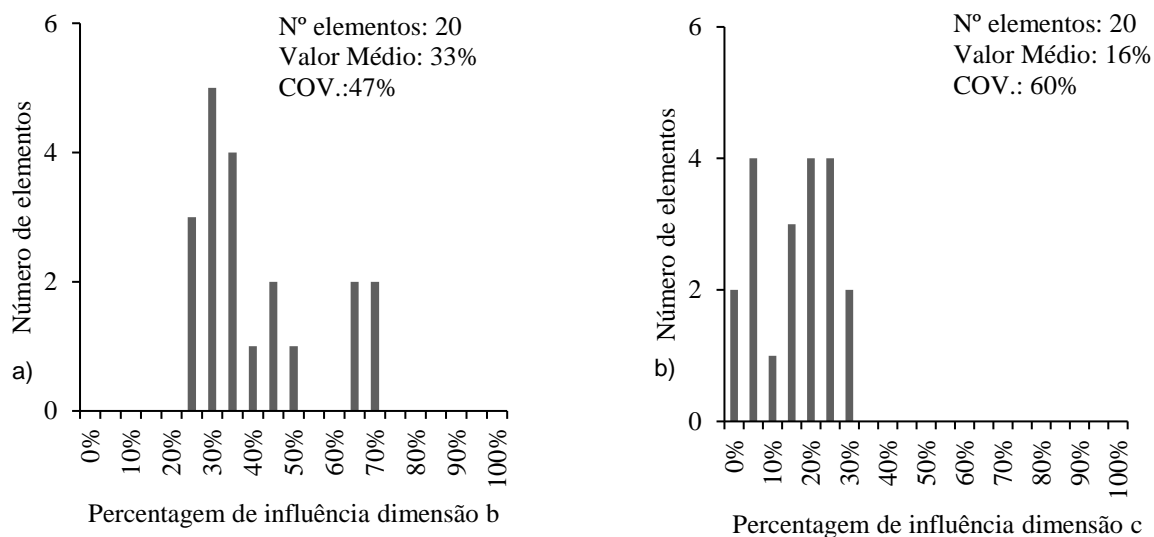 Nº elementos: 20
Valor Médio: 33%
COV.:47%
Número de elementos
6
4
2
0
a)
0%
10%
20%
30%
40%
50%
60%
70%
80%
90%
100%
Percentagem de influência dimensão b
Nº elementos: 20
Valor Médio: 16%
COV.: 60%
Número de elementos
6
4
2
0
b)
0%
10%
20%
30%
40%
50%
60%
70%
80%
90%
100%
Percentagem de influência dimensão c